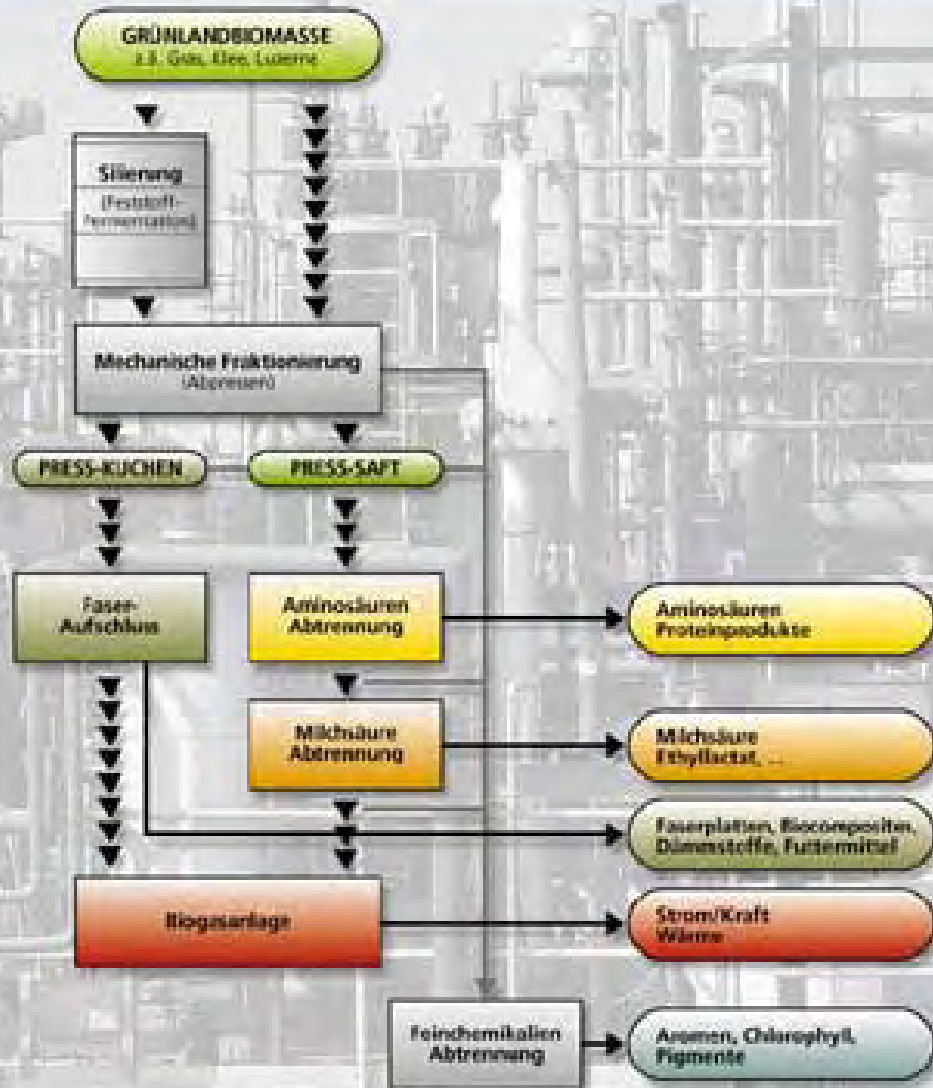 GRÜNLANDBIOMASSE
z.B. Gras, Klee, Luzerne
Silierung
(Feststoff-
Fermentation)
Mechanische Fraktionierung
(Abpressen)
PRESS-KUCHEN
PRESS-SAFT
Faser-
Aufschluss
Aminosäuren
Abtrennung
Aminosäuren
Proteinprodukte
Milchsäure
Abtrennung
Milchsäure
Ethyllactat, ...
Faserplatten, Biocomposites,
Dämmstoffe, Futtermittel
Biogasanlage
Strom/Kraft
Wärme
Feinchemikalien
Abtrennung
Aromen, Chlorophyll,
Pigmente